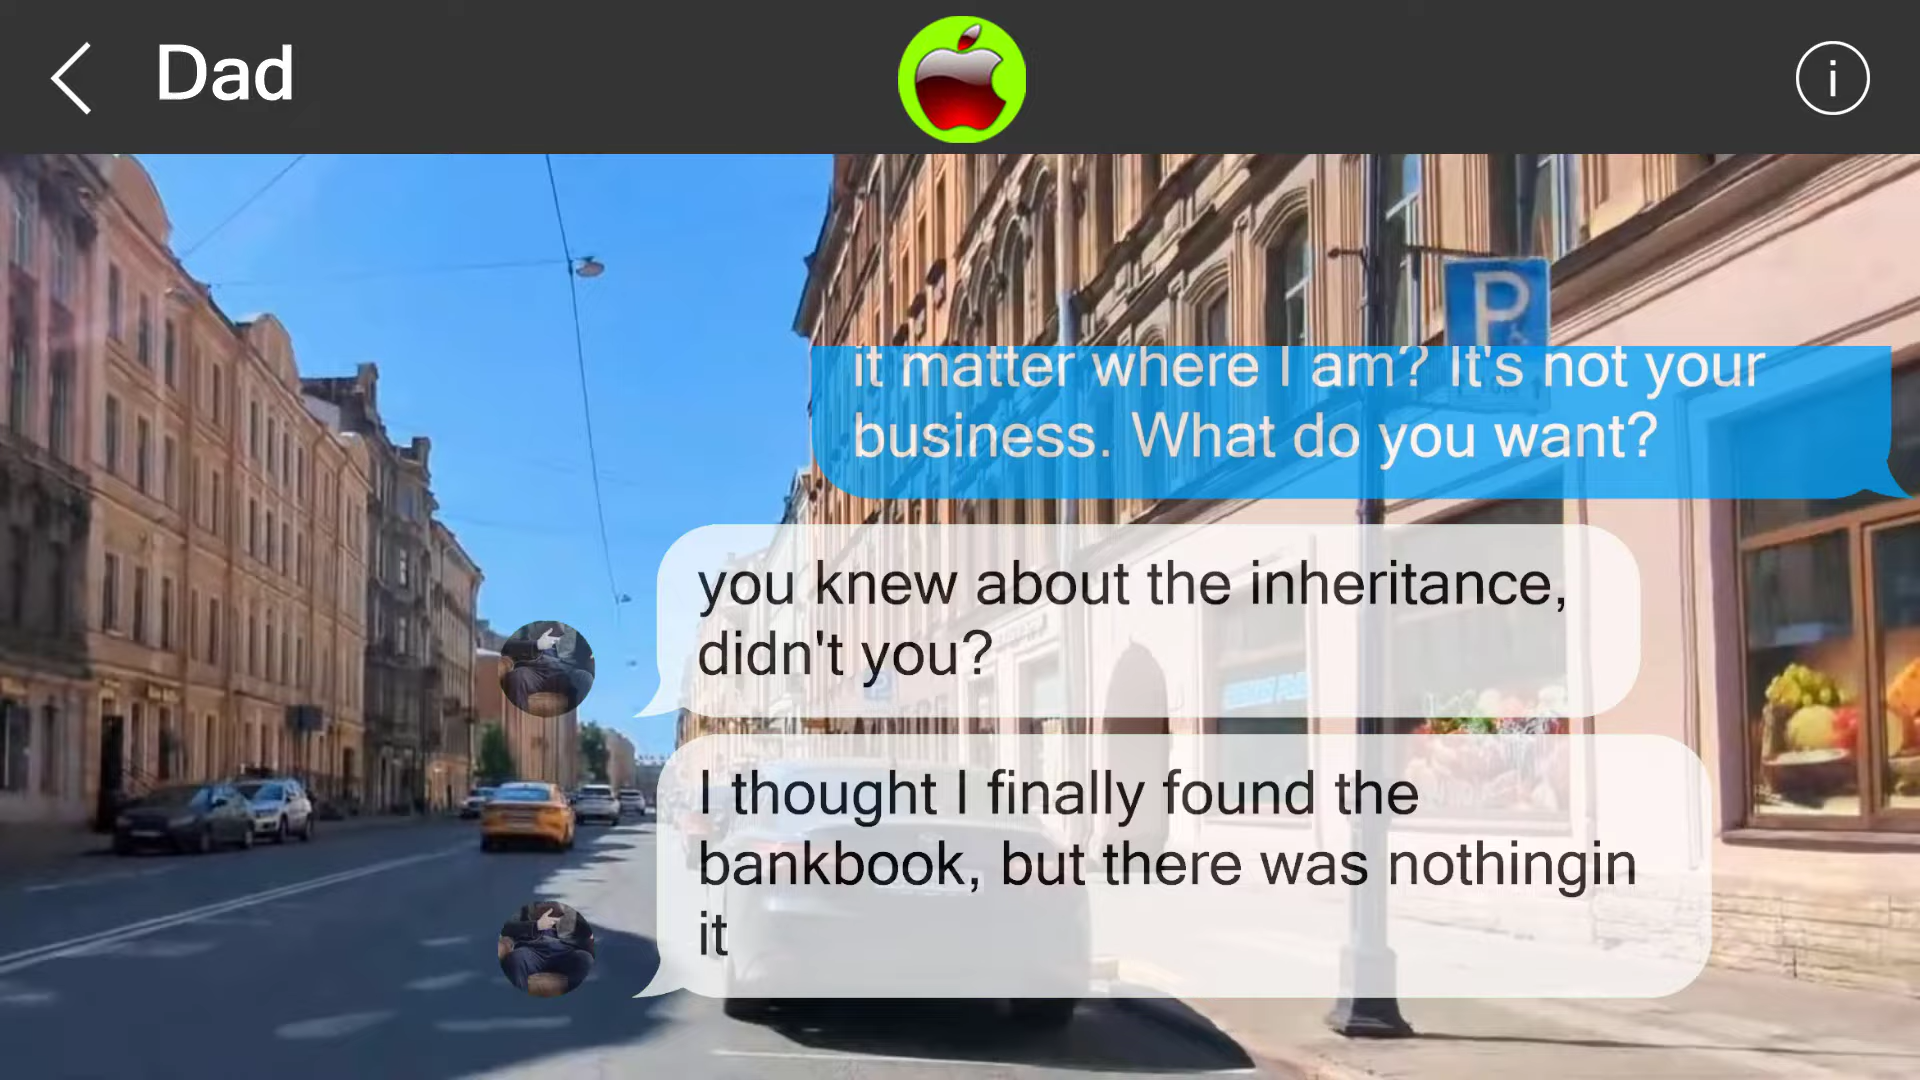 Dad
i
P
it matter where I am? It's not your
business. What do you want?
you knew about the inheritance,
didn't you?
I thought I finally found the
bankbook, but there was nothingin
it